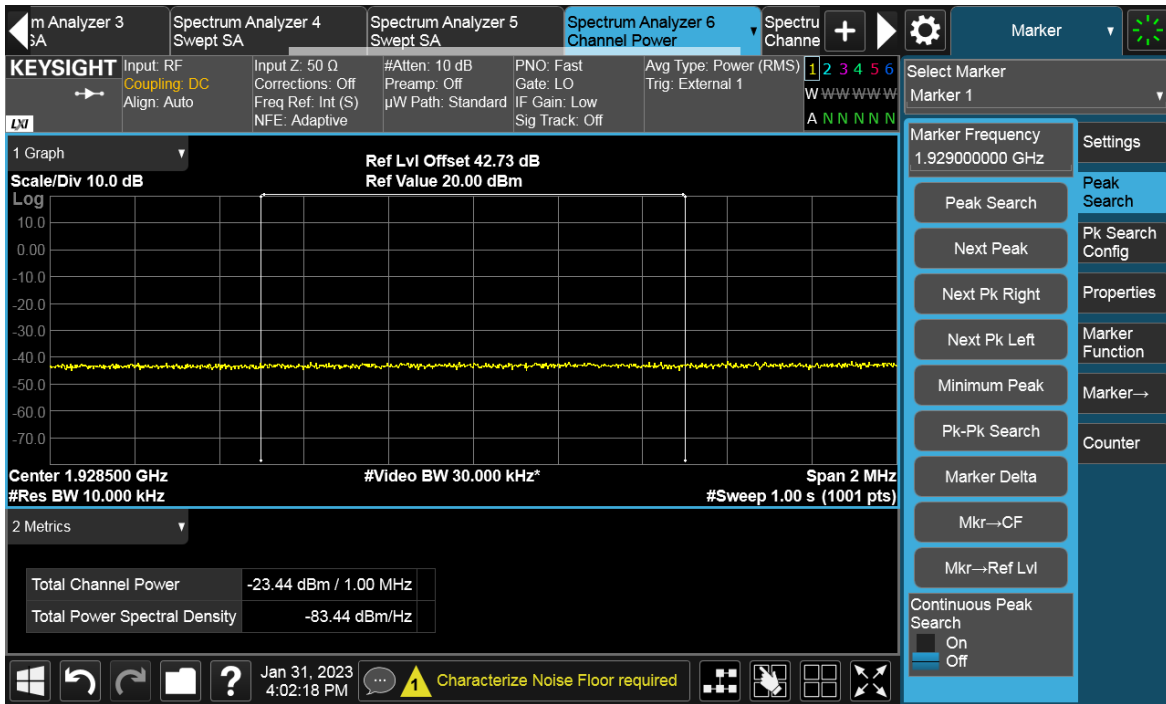 m Analyzer 3
SA
Spectrum Analyzer 4
Swept SA
Spectrum Analyzer 5
Swept SA
Spectrum Analyzer 6
Channel Power
Spectru
Channe
Marker
KEYSIGHT
LXI
Input: RF
Coupling: DC
Align: Auto
Input Z: 50 Ω
Corrections: Off
Freq Ref: Int (S)
NFE: Adaptive
#Atten: 10 dB
Preamp: Off
µW Path: Standard
PNO: Fast
Gate: LO
IF Gain: Low
Sig Track: Off
Avg Type: Power (RMS)
Trig: External 1
1 2 3 4 5 6
W W W W W W
A N N N N N
Select Marker
Marker 1
Marker Frequency
1.929000000 GHz
Peak Search
Next Peak
Next Pk Right
Next Pk Left
Minimum Peak
Pk-Pk Search
Marker Delta
Mkr→CF
Mkr→Ref Lvl
Continuous Peak
Search
On
Off
Settings
Peak
Search
Pk Search
Config
Properties
Marker
Function
Marker→
Counter
1 Graph
Scale/Div 10.0 dB
Ref Lvl Offset 42.73 dB
Ref Value 20.00 dBm
Log
10.0
0.00
-10.0
-20.0
-30.0
-40.0
-50.0
-60.0
-70.0
Center 1.928500 GHz
#Video BW 30.000 kHz*
Span 2 MHz
#Res BW 10.000 kHz
#Sweep 1.00 s (1001 pts)
2 Metrics
Total Channel Power -23.44 dBm / 1.00 MHz
Total Power Spectral Density -83.44 dBm/Hz
?
Jan 31, 2023
4:02:18 PM
1
Characterize Noise Floor required